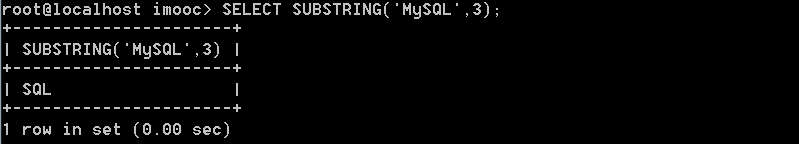 root@localhost imooc> SELECT SUBSTRING('MySQL',3);
+----------------------+
| SUBSTRING('MySQL',3) |
+----------------------+
| SQL                  |
+----------------------+
1 row in set (0.00 sec)